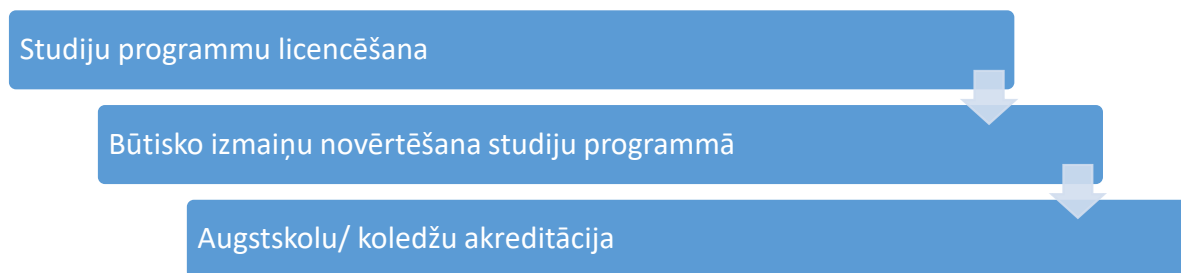 Studiju programmu licencēšana
Būtisko izmaiņu novērtēšana studiju programmā
Augstskolu/ koledžu akreditācija